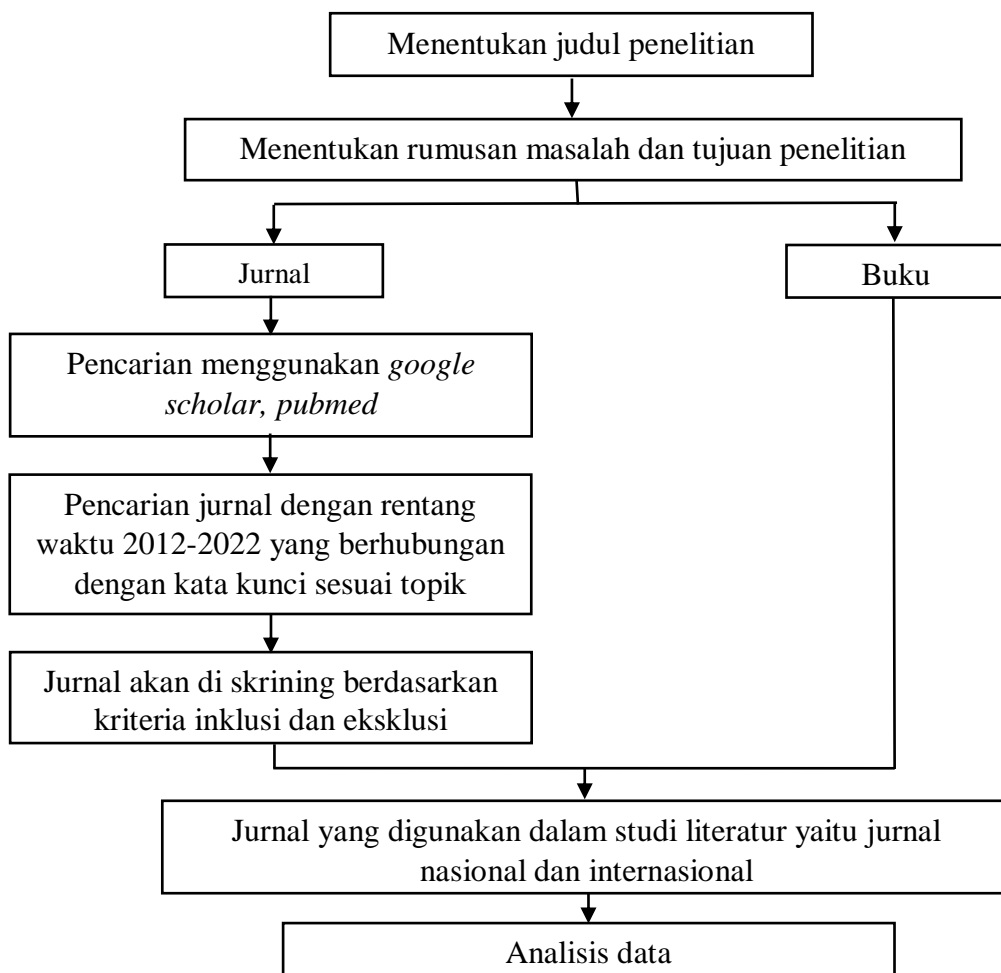 Menentukan judul penelitian
Menentukan rumusan masalah dan tujuan penelitian
Jurnal
Buku
Pencarian menggunakan google
scholar, pubmed
Pencarian jurnal dengan rentang
waktu 2012-2022 yang berhubungan
dengan kata kunci sesuai topik
Jurnal akan di skrining berdasarkan
kriteria inklusi dan eksklusi
Jurnal yang digunakan dalam studi literatur yaitu jurnal
nasional dan internasional
Analisis data